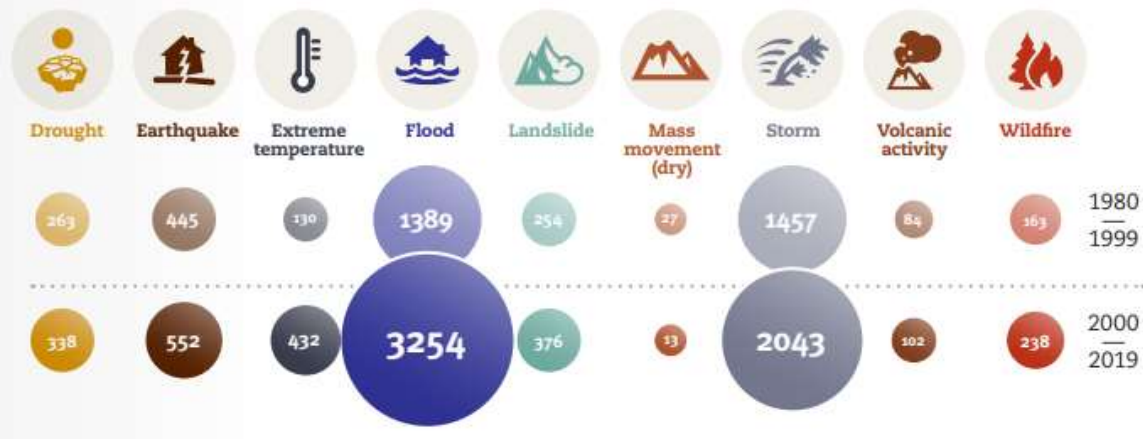 Drought
Earthquake
Extreme
temperature
Flood
Landslide
Mass
movement
(dry)
Storm
Volcanic
activity
Wildfire
263 445 130 1389 254 27 1457 84 163
1980
—
1999
338 552 432 3254 376 13 2043 102 238
2000
—
2019